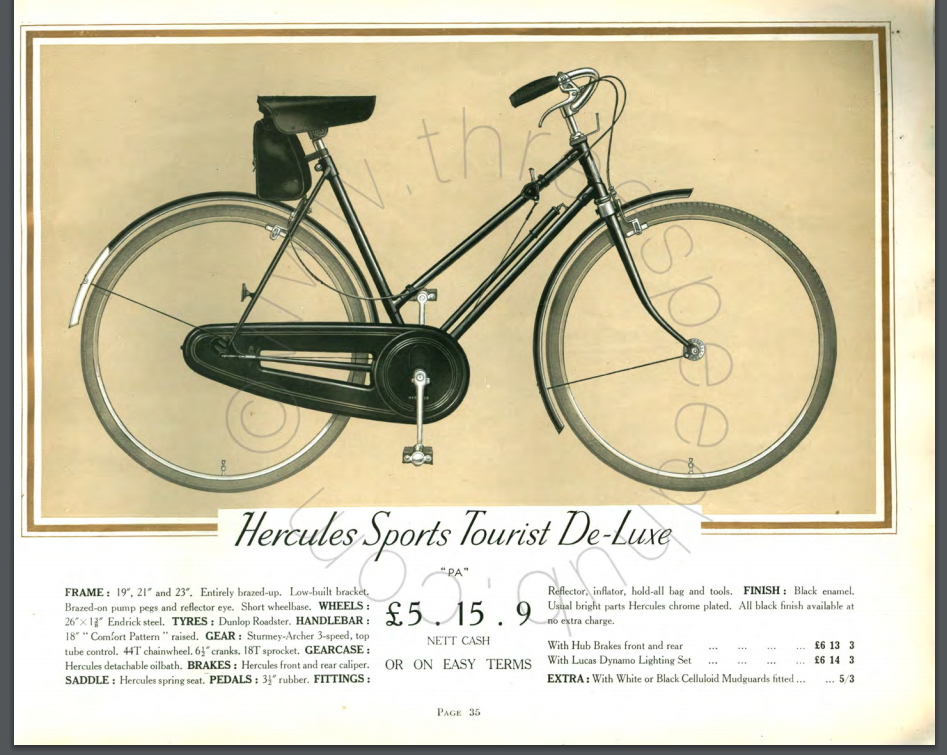 © www.threespeedhub.com
Hercules Sports Tourist De-Luxe
"PA"
FRAME : 19", 21" and 23". Entirely brazed-up. Low-built bracket.
Brazed-on pump pegs and reflector eye. Short wheelbase. WHEELS :
26"× 1⅜" Endrick steel. TYRES : Dunlop Roadster. HANDLEBAR :
18" "Comfort Pattern" raised. GEAR : Sturmey-Archer 3-speed, top
tube control. 44T chainwheel. 6½" cranks. 18T sprocket. GEARCASE :
Hercules detachable oilbath. BRAKES : Hercules front and rear caliper.
SADDLE : Hercules spring seat. PEDALS : 3½" rubber. FITTINGS :
£5 . 15 . 9
NETT CASH
OR ON EASY TERMS
Reflector, inflator, hold-all bag and tools. FINISH : Black enamel.
Usual bright parts Hercules chrome plated. All black finish available at
no extra charge.
With Hub Brakes front and rear ... ... ... ... £6 13 3
With Lucas Dynamo Lighting Set ... ... ... ... £6 14 3
EXTRA : With White or Black Celluloid Mudguards fitted ... ... 5/3
PAGE 35